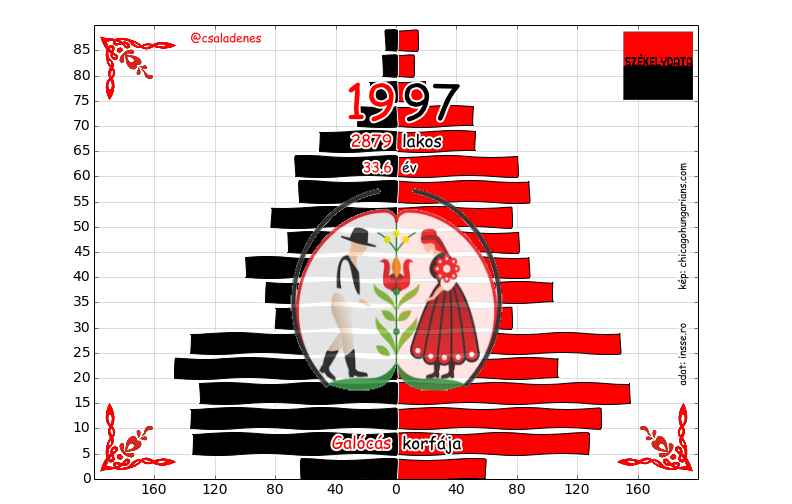 @csaladenes
SZÉKELYDATA
1997
2879 lakos
33.6 év
kép: chicagohungarians.com
adat: insse.ro
Galócás korfája
85
80
75
70
65
60
55
50
45
40
35
30
25
20
15
10
5
0
160 120 80 40 0 40 80 120 160